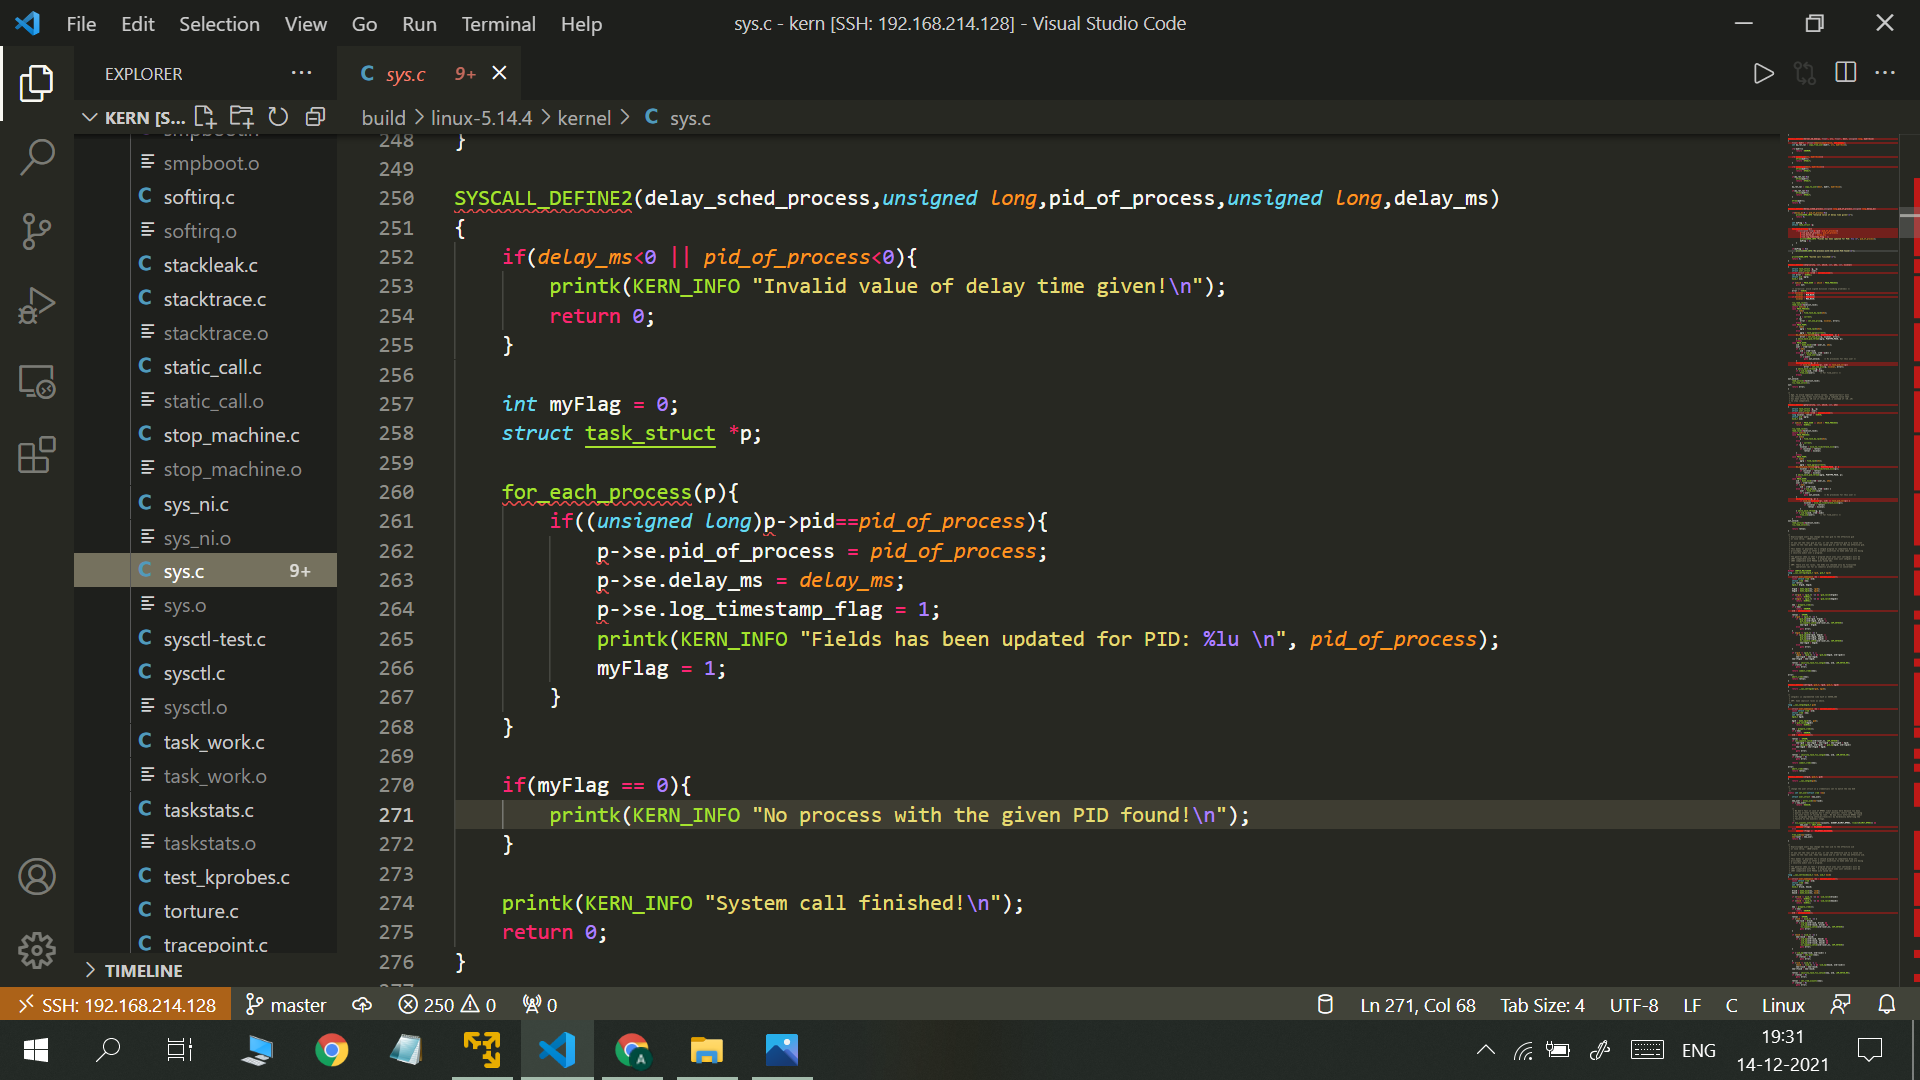 File Edit Selection View Go Run Terminal Help
sys.c - kern [SSH: 192.168.214.128] - Visual Studio Code
EXPLORER ···
C sys.c 9+
KERN [S...
build > linux-5.14.4 > kernel > C sys.c
smpboot.o
C softirq.c
softirq.o
C stackleak.c
C stacktrace.c
stacktrace.o
C static_call.c
static_call.o
C stop_machine.c
stop_machine.o
C sys_ni.c
sys_ni.o
C sys.c 9+
sys.o
C sysctl-test.c
C sysctl.c
sysctl.o
C task_work.c
task_work.o
C taskstats.c
taskstats.o
C test_kprobes.c
C torture.c
C tracepoint.c
TIMELINE
248 }
249
250 SYSCALL_DEFINE2(delay_sched_process,unsigned long,pid_of_process,unsigned long,delay_ms)
251 {
252 if(delay_ms<0 || pid_of_process<0){
253 printk(KERN_INFO "Invalid value of delay time given!\n");
254 return 0;
255 }
256
257 int myFlag = 0;
258 struct task_struct *p;
259
260 for_each_process(p){
261 if((unsigned long)p->pid==pid_of_process){
262 p->se.pid_of_process = pid_of_process;
263 p->se.delay_ms = delay_ms;
264 p->se.log_timestamp_flag = 1;
265 printk(KERN_INFO "Fields has been updated for PID: %lu \n", pid_of_process);
266 myFlag = 1;
267 }
268 }
269
270 if(myFlag == 0){
271 printk(KERN_INFO "No process with the given PID found!\n");
272 }
273
274 printk(KERN_INFO "System call finished!\n");
275 return 0;
276 }
SSH: 192.168.214.128 master 250 0 0 Ln 271, Col 68 Tab Size: 4 UTF-8 LF C Linux
ENG
19:31
14-12-2021